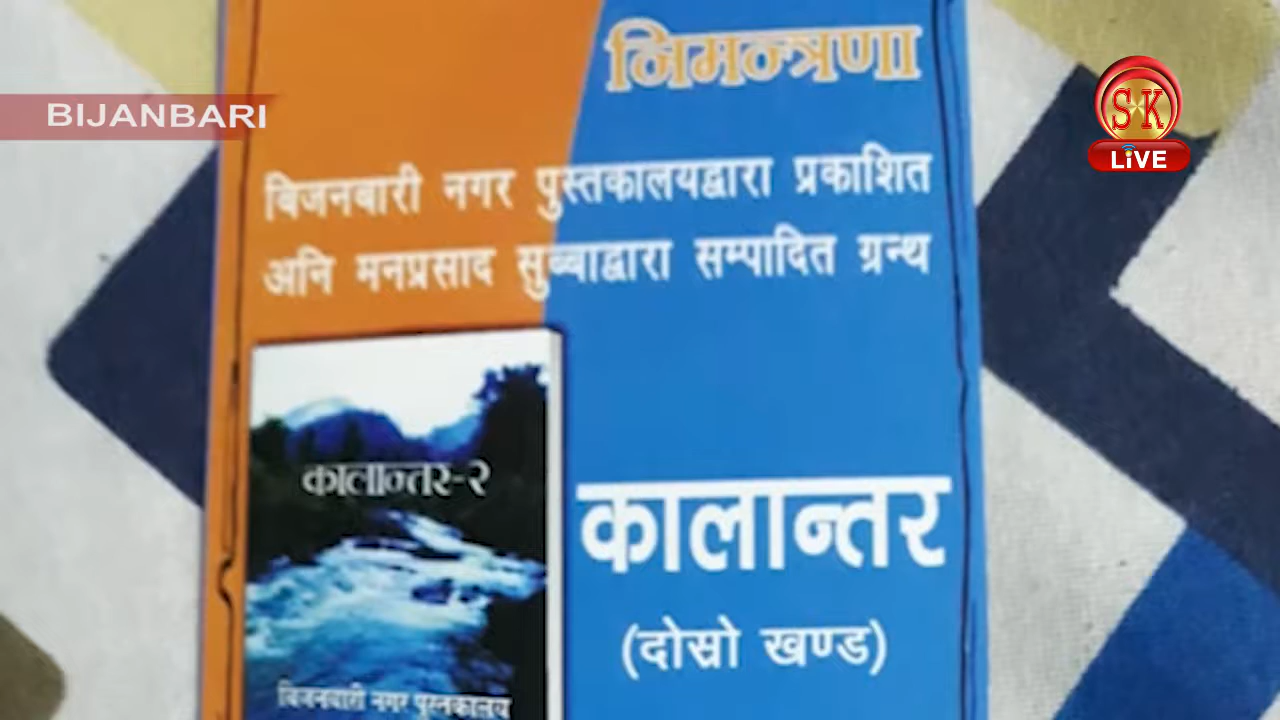 BIJANBARI
SK
LiVE
निमन्त्रणा
बिजनबारी नगर पुस्तकालयद्वारा प्रकाशित
अनि मनप्रसाद सुब्बाद्वारा सम्पादित ग्रन्थ
कालान्तर-२
कालान्तर
(दोस्रो खण्ड)
बिजनबारी नगर पुस्तकालय